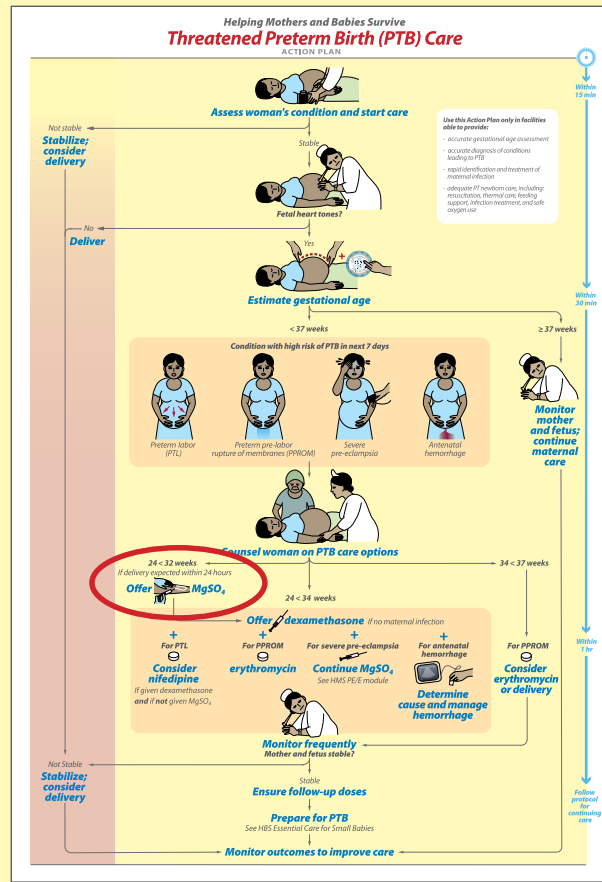 Helping Mothers and Babies Survive
Threatened Preterm Birth (PTB) Care
ACTION PLAN
Within
15 min
Assess woman's condition and start care
Use this Action Plan only in facilities
able to provide:
- accurate gestational age assessment
- accurate diagnosis of conditions
leading to PTB
- rapid identification and treatment of
maternal infection
- adequate PT newborn care, including:
resuscitation, thermal care, feeding
support, infection treatment, and safe
oxygen use
Not stable
Stabilize;
consider
delivery
Stable
Fetal heart tones?
No
Deliver
Yes
+
Estimate gestational age
Within
30 min
< 37 weeks
≥ 37 weeks
Condition with high risk of PTB in next 7 days
Preterm labor
(PTL)
Preterm pre-labor
rupture of membranes (PPROM)
Severe
pre-eclampsia
Antenatal
hemorrhage
Monitor
mother
and fetus;
continue
maternal
care
Counsel woman on PTB care options
24 < 32 weeks
If delivery expected within 24 hours
Offer MgSO₄
24 < 34 weeks
34 < 37 weeks
Offer dexamethasone If no maternal infection
Within
1 hr
+
For PTL
Consider
nifedipine
If given dexamethasone
and if not given MgSO₄
+
For PPROM
erythromycin
+
For severe pre-eclampsia
Continue MgSO₄
See HMS PE/E module
+
For antenatal
hemorrhage
Determine
cause and manage
hemorrhage
For PPROM
Consider
erythromycin
or delivery
Monitor frequently
Mother and fetus stable?
Not Stable
Stabilize;
consider
delivery
Stable
Ensure follow-up doses
Prepare for PTB
See HBS Essential Care for Small Babies
Monitor outcomes to improve care
Follow
protocol
for
continuing
care